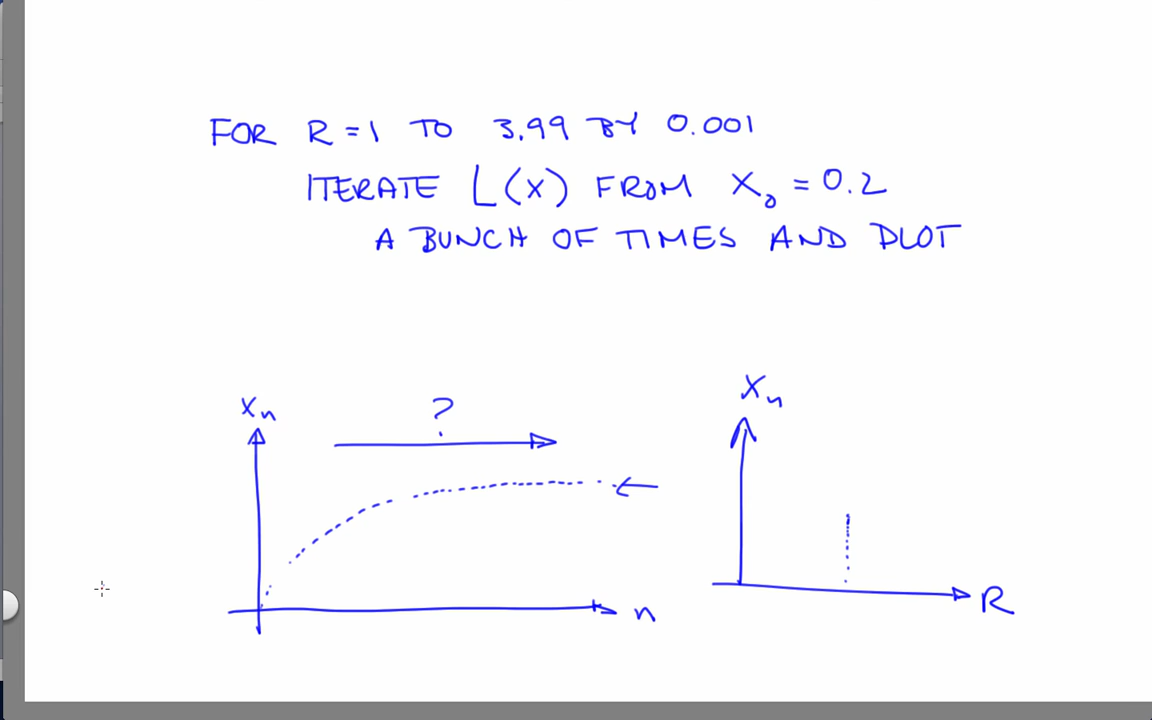 FOR R = 1 TO 3.99 BY 0.001
ITERATE L(X) FROM X₀ = 0.2
A BUNCH OF TIMES AND PLOT
Xn
?
n
Xn
R